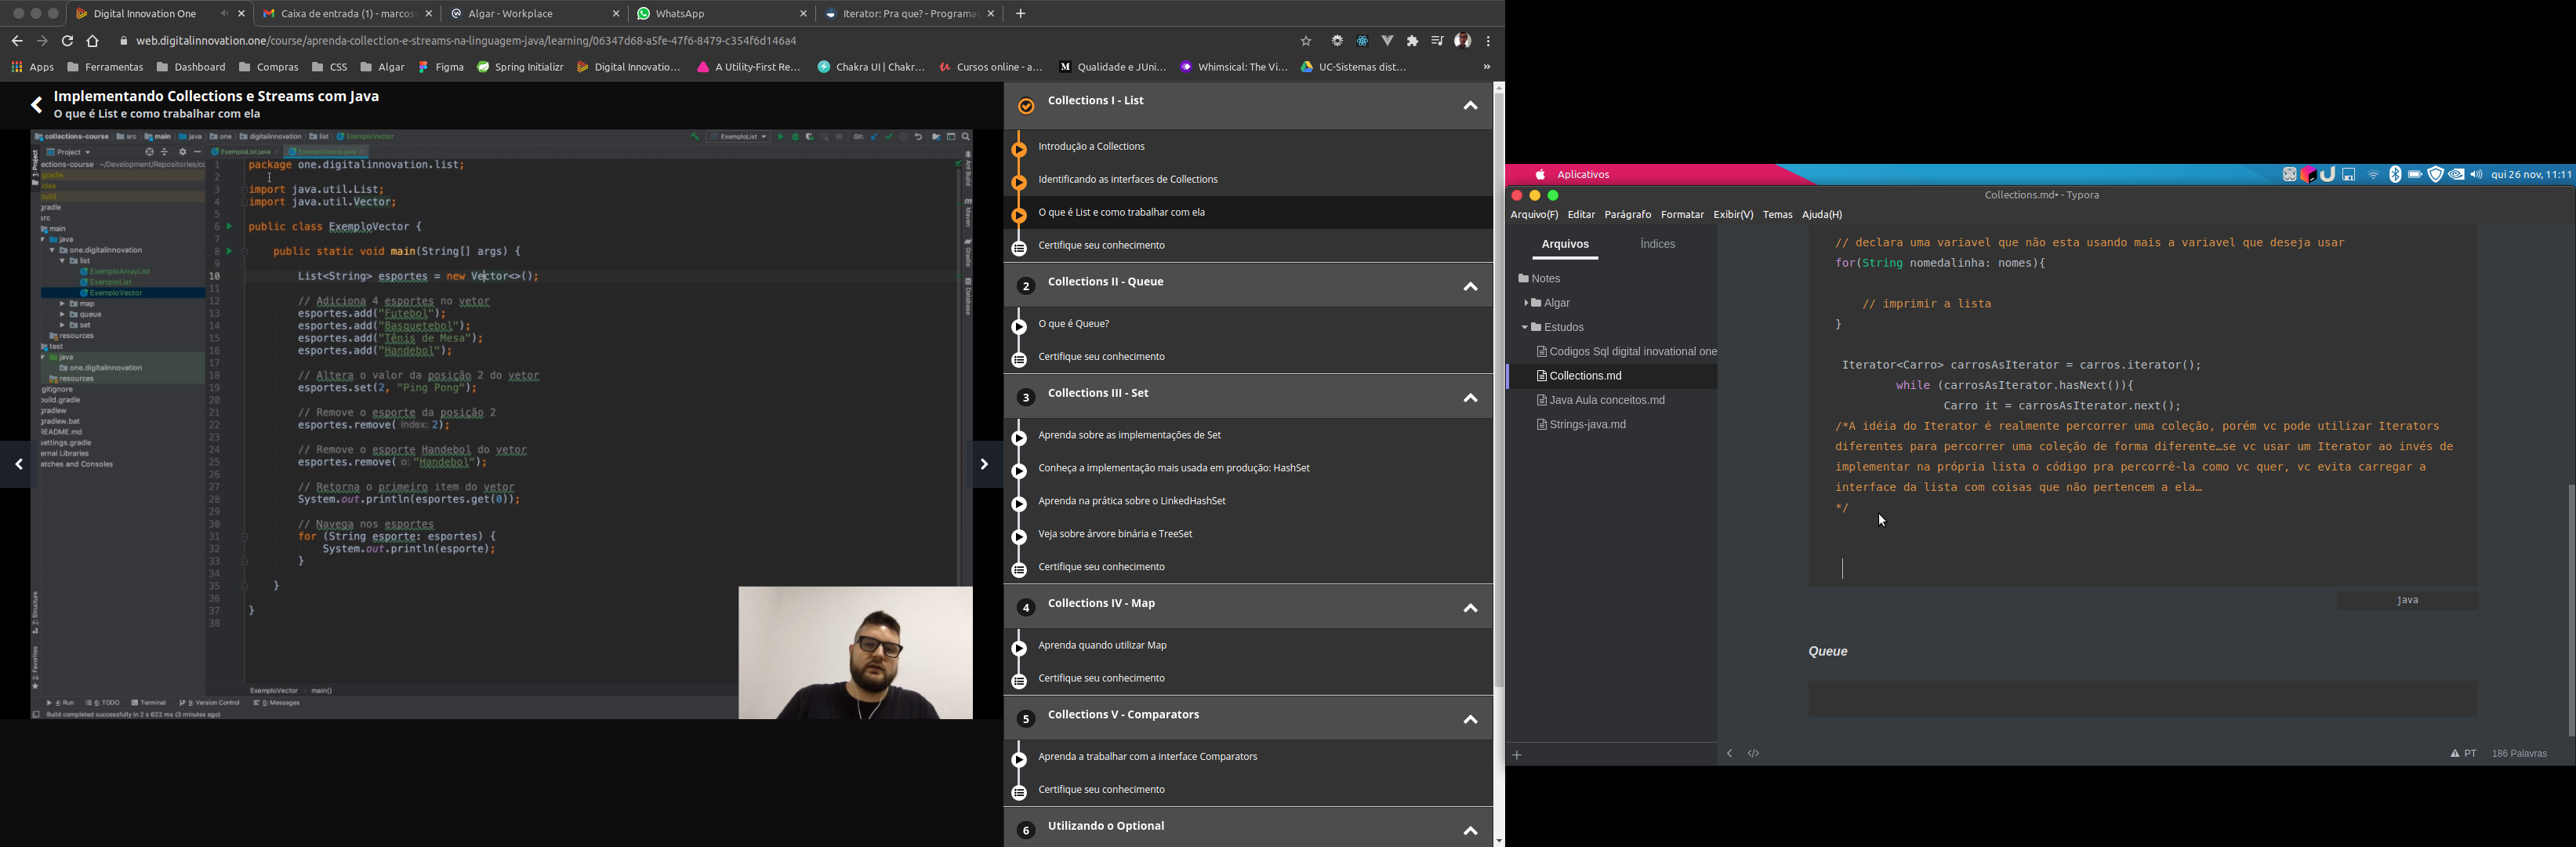 Digital Innovation One
Caixa de entrada (1) - marcos
Algar - Workplace
WhatsApp
Iterator: Pra que? - Programa
web.digitalinnovation.one/course/aprenda-collection-e-streams-na-linguagem-java/learning/06347d68-a5fe-47f6-8479-c354f6d146a4
Apps
Ferramentas
Dashboard
Compras
CSS
Algar
Figma
Spring Initializr
Digital Innovatio...
A Utility-First Re...
Chakra UI | Chakr...
Cursos online - a...
Qualidade e JUni...
Whimsical: The Vi...
UC-Sistemas dist...
»
Implementando Collections e Streams com Java
O que é List e como trabalhar com ela
collections-course
src
main
java
one
digitalinnovation
list
ExemploVector
ExemploList
Git:
Project
ExemploList.java
ExemploVector.java
ections-course ~/Development/Repositories/cc
gradle
idea
build
gradle
src
main
java
one.digitalinnovation
list
ExemploArrayList
ExemploList
ExemploVector
map
queue
set
resources
test
java
one.digitalinnovation
resources
gitignore
build.gradle
gradlew
gradlew.bat
README.md
settings.gradle
ernal Libraries
atches and Consoles
1 package one.digitalinnovation.list;
2
3 import java.util.List;
4 import java.util.Vector;
5
6 public class ExemploVector {
7
8 public static void main(String[] args) {
9
10 List<String> esportes = new Vector<>();
11
12 // Adiciona 4 esportes no vetor
13 esportes.add("Futebol");
14 esportes.add("Basquetebol");
15 esportes.add("Tênis de Mesa");
16 esportes.add("Handebol");
17
18 // Altera o valor da posição 2 do vetor
19 esportes.set(2, "Ping Pong");
20
21 // Remove o esporte da posição 2
22 esportes.remove( index: 2);
23
24 // Remove o esporte Handebol do vetor
25 esportes.remove( o: "Handebol");
26
27 // Retorna o primeiro item do vetor
28 System.out.println(esportes.get(0));
29
30 // Navega nos esportes
31 for (String esporte: esportes) {
32 System.out.println(esporte);
33 }
34
35 }
36
37 }
38
1: Project
Z: Structure
2: Favorites
Ant Build
Maven
Gradle
Database
ExemploVector
main()
4: Run
6: TODO
Terminal
9: Version Control
0: Messages
Build completed successfully in 2 s 622 ms (3 minutes ago)
Collections I - List
Introdução a Collections
Identificando as interfaces de Collections
O que é List e como trabalhar com ela
Certifique seu conhecimento
2 Collections II - Queue
O que é Queue?
Certifique seu conhecimento
3 Collections III - Set
Aprenda sobre as implementações de Set
Conheça a implementação mais usada em produção: HashSet
Aprenda na prática sobre o LinkedHashSet
Veja sobre árvore binária e TreeSet
Certifique seu conhecimento
4 Collections IV - Map
Aprenda quando utilizar Map
Certifique seu conhecimento
5 Collections V - Comparators
Aprenda a trabalhar com a interface Comparators
Certifique seu conhecimento
6 Utilizando o Optional
Aplicativos
qui 26 nov, 11:11
Collections.md• - Typora
Arquivo(F) Editar Parágrafo Formatar Exibir(V) Temas Ajuda(H)
Arquivos
Índices
Notes
Algar
Estudos
Codigos Sql digital inovational one
Collections.md
Java Aula conceitos.md
Strings-java.md
// declara uma variavel que não esta usando mais a variavel que deseja usar
for(String nomedalinha: nomes){
// imprimir a lista
}
Iterator<Carro> carrosAsIterator = carros.iterator();
while (carrosAsIterator.hasNext()){
Carro it = carrosAsIterator.next();
/*A idéia do Iterator é realmente percorrer uma coleção, porém vc pode utilizar Iterators
diferentes para percorrer uma coleção de forma diferente…se vc usar um Iterator ao invés de
implementar na própria lista o código pra percorrê-la como vc quer, vc evita carregar a
interface da lista com coisas que não pertencem a ela…
*/
java
Queue
</>
PT
186 Palavras